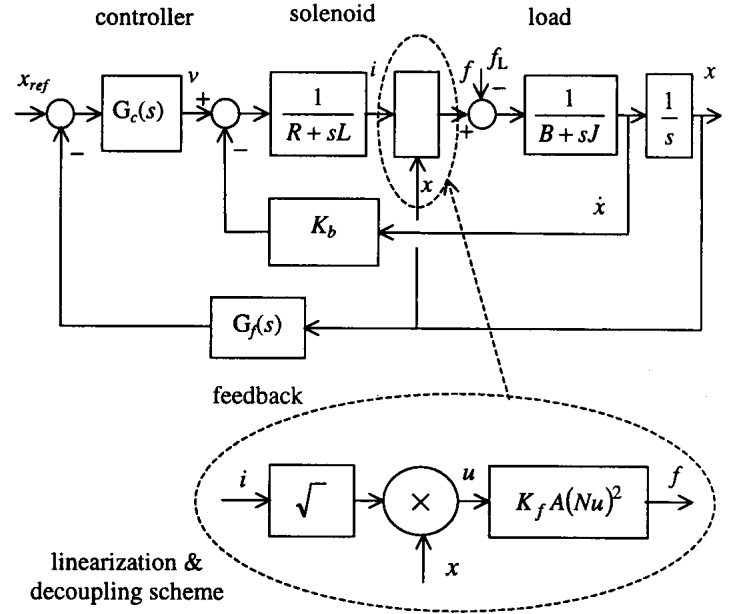 controller solenoid load
x_ref − G_c(s) v + − 1/(R + sL) i x f f_L − + 1/(B + sJ) 1/s x
K_b ẋ
G_f(s)
feedback
i √ × u K_f A(Nu)² f
x
linearization &
decoupling scheme